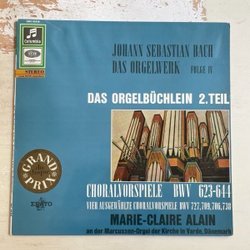 Columbia
STEREO
JOHANN SEBASTIAN BACH
DAS ORGELWERK FOLGE IV
DAS ORGELBÜCHLEIN 2.TEIL
GRAND
PRIX
ERATO
CHORALVORSPIELE BWV 623-644
VIER AUSGEWÄHLTE CHORALVORSPIELE BWV 727,709,706,738
MARIE-CLAIRE ALAIN
an der Marcussen-Orgel der Kirche in Varde, Dänemark